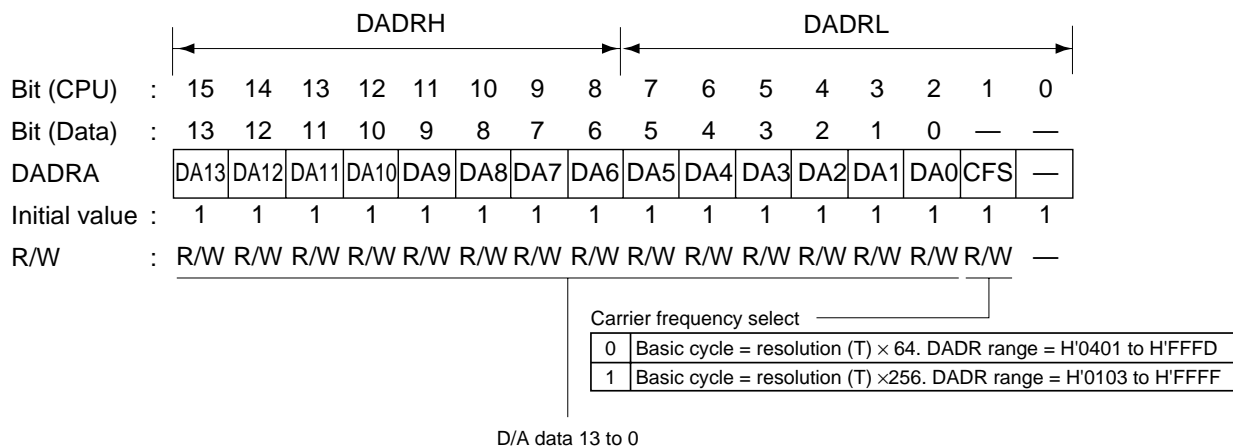 DADRH DADRL
Bit (CPU) : 15 14 13 12 11 10 9 8 7 6 5 4 3 2 1 0
Bit (Data) : 13 12 11 10 9 8 7 6 5 4 3 2 1 0 — —
DADRA DA13 DA12 DA11 DA10 DA9 DA8 DA7 DA6 DA5 DA4 DA3 DA2 DA1 DA0 CFS —
Initial value : 1 1 1 1 1 1 1 1 1 1 1 1 1 1 1 1
R/W : R/W R/W R/W R/W R/W R/W R/W R/W R/W R/W R/W R/W R/W R/W R/W —
Carrier frequency select
0 Basic cycle = resolution (T) × 64. DADR range = H'0401 to H'FFFD
1 Basic cycle = resolution (T) ×256. DADR range = H'0103 to H'FFFF
D/A data 13 to 0